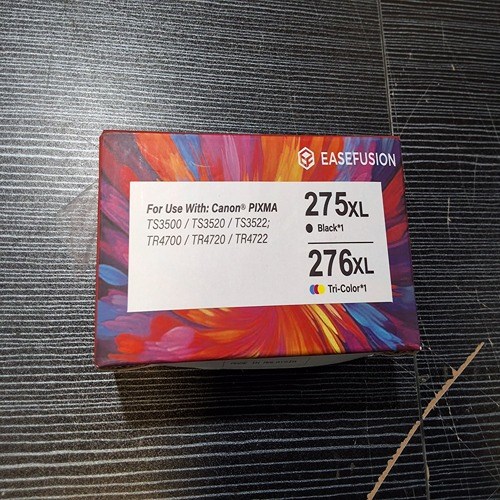 EASEFUSION
For Use With: Canon® PIXMA
TS3500 / TS3520 / TS3522;
TR4700 / TR4720 / TR4722
275XL
Black*1
276XL
Tri-Color*1